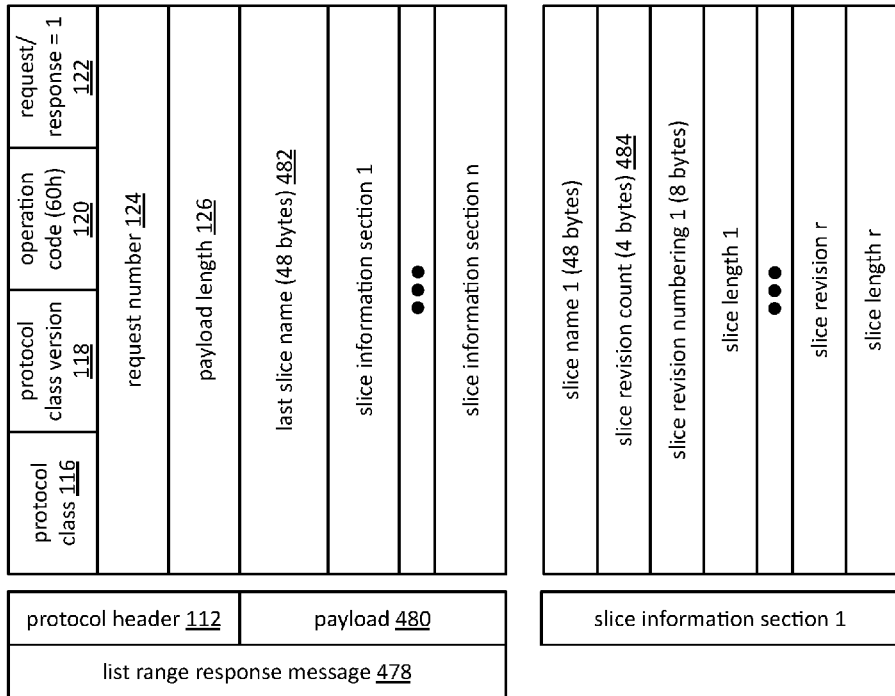 protocol
class 116
protocol
class version
118
operation
code (60h)
120
request/
response = 1
122
request number 124
payload length 126
last slice name (48 bytes) 482
slice information section 1
slice information section n
protocol header 112
payload 480
list range response message 478
slice name 1 (48 bytes)
slice revision count (4 bytes) 484
slice revision numbering 1 (8 bytes)
slice length 1
slice revision r
slice length r
slice information section 1